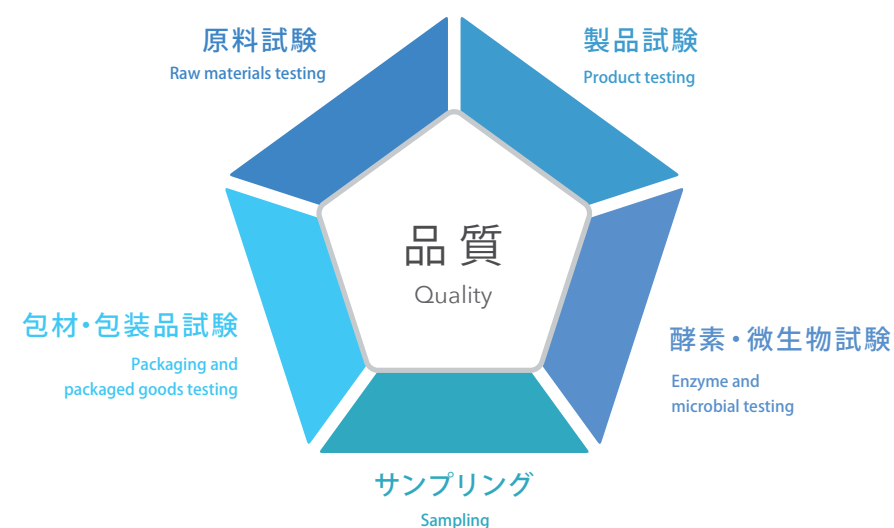 原料試験
Raw materials testing
製品試験
Product testing
品質
Quality
包材・包装品試験
Packaging and
packaged goods testing
酵素・微生物試験
Enzyme and
microbial testing
サンプリング
Sampling